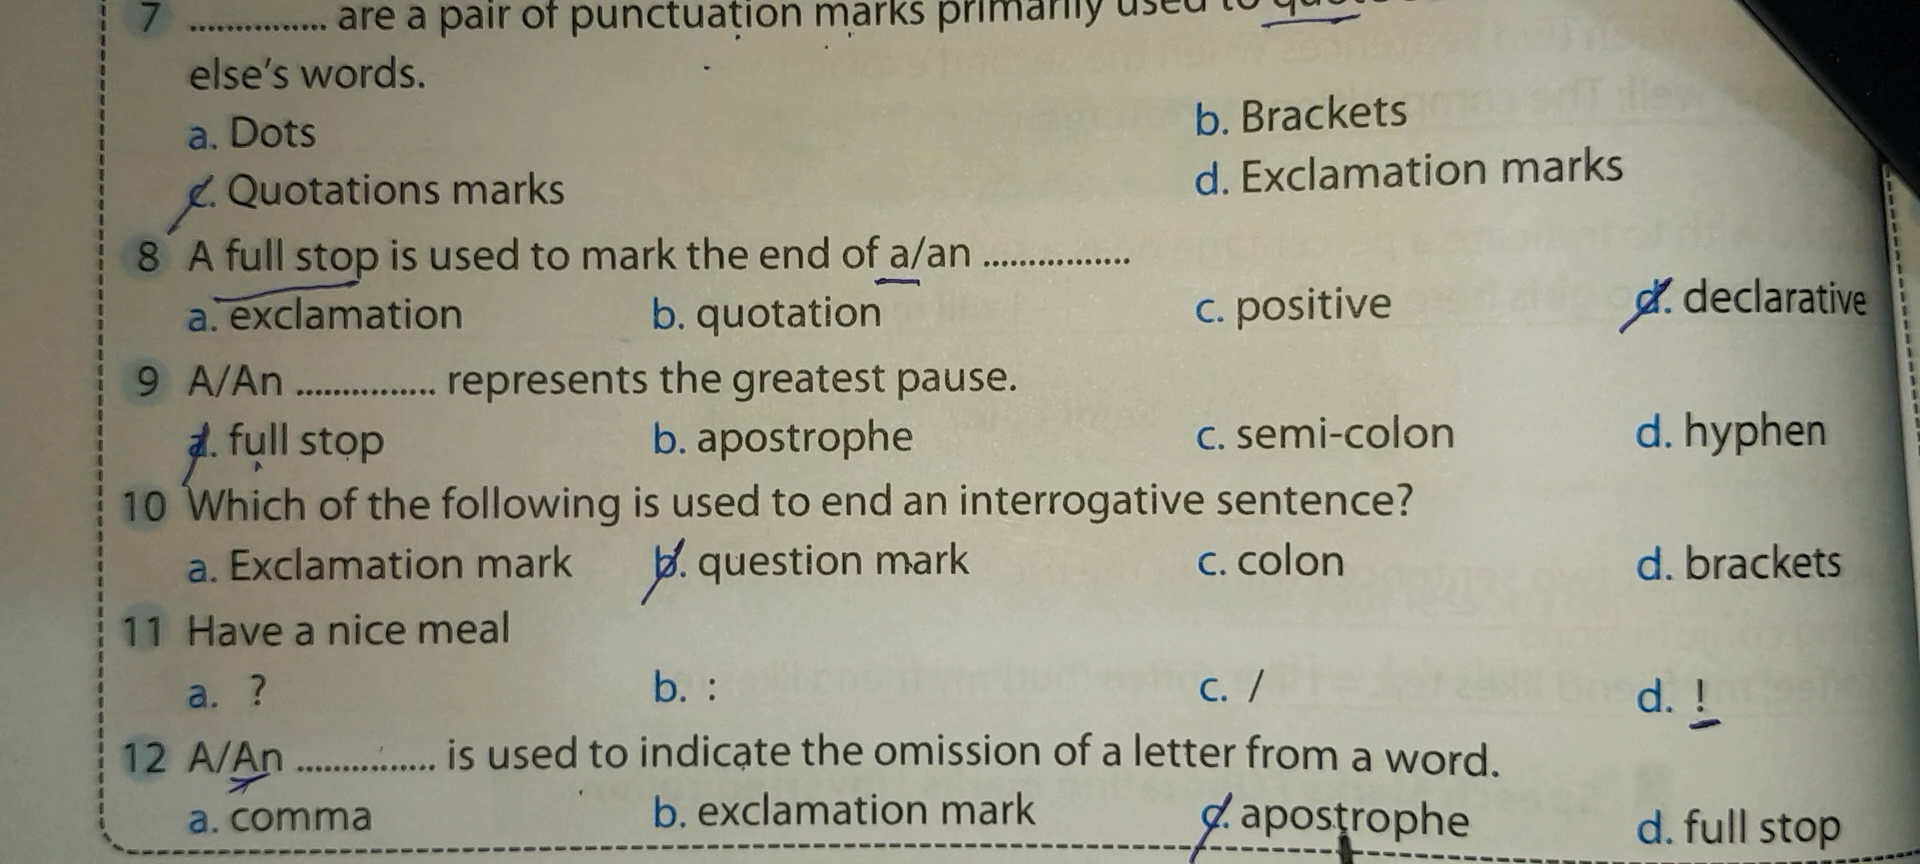 7 ............... are a pair of punctuation marks primarily used to
else's words.
a. Dots b. Brackets
c. Quotations marks d. Exclamation marks
8 A full stop is used to mark the end of a/an ................
a. exclamation b. quotation c. positive d. declarative
9 A/An ............... represents the greatest pause.
a. full stop b. apostrophe c. semi-colon d. hyphen
10 Which of the following is used to end an interrogative sentence?
a. Exclamation mark b. question mark c. colon d. brackets
11 Have a nice meal
a. ? b. : c. / d. !
12 A/An ............... is used to indicate the omission of a letter from a word.
a. comma b. exclamation mark c. apostrophe d. full stop